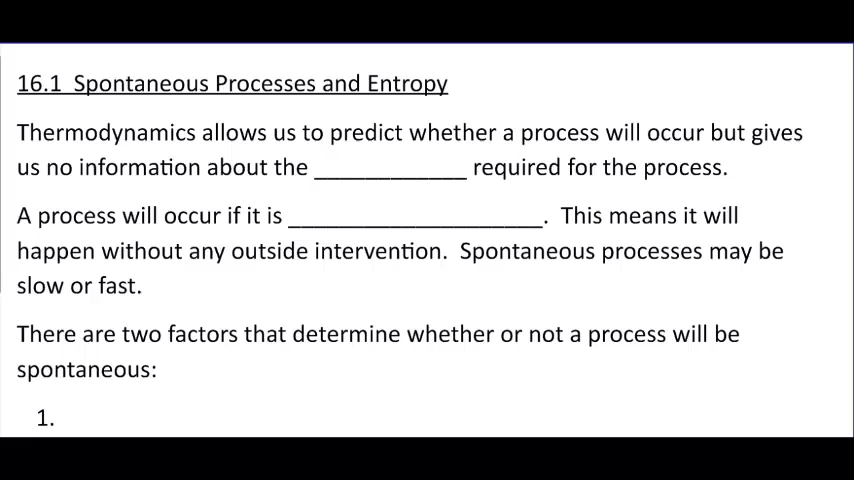 16.1  Spontaneous Processes and Entropy
Thermodynamics allows us to predict whether a process will occur but gives
us no information about the ____________ required for the process.
A process will occur if it is ____________________.  This means it will
happen without any outside intervention.  Spontaneous processes may be
slow or fast.
There are two factors that determine whether or not a process will be
spontaneous:
1.